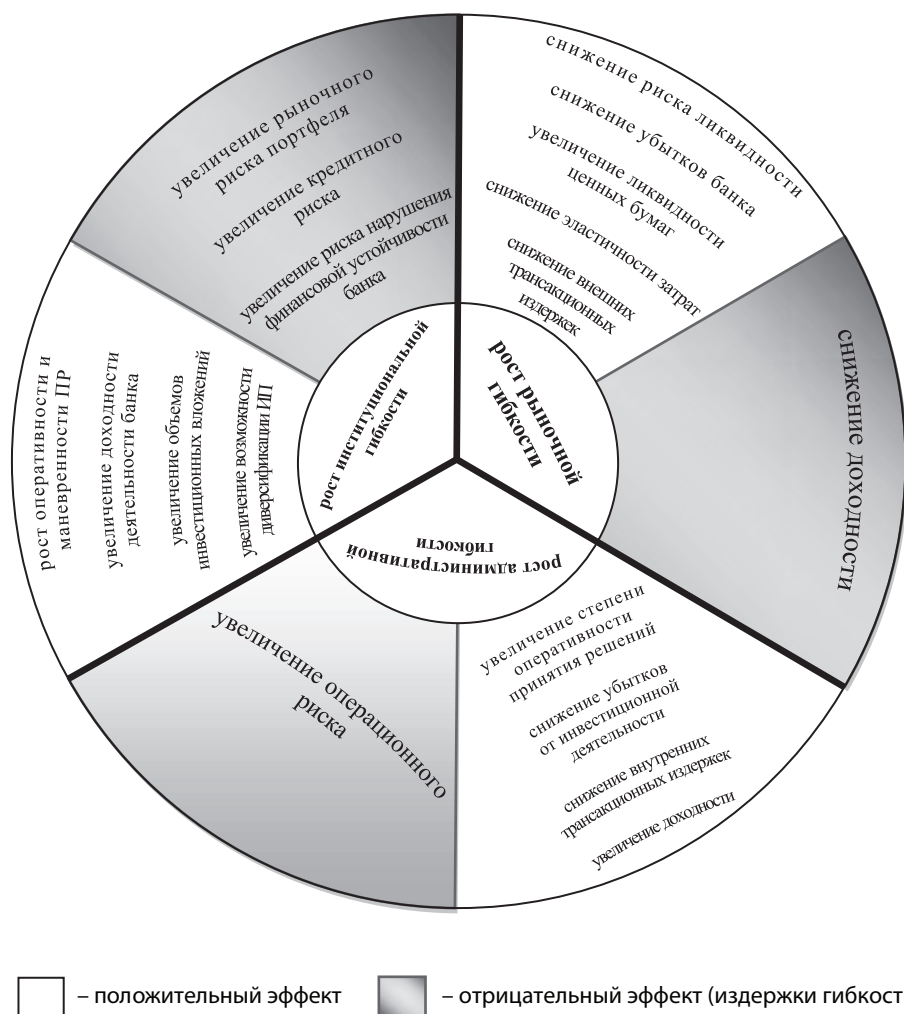 увеличение рыночного
риска портфеля
увеличение кредитного
риска
увеличение риска нарушения
финансовой устойчивости
банка
снижение риска ликвидности
снижение убытков банка
увеличение ликвидности
ценных бумаг
снижение эластичности затрат
снижение внешних
трансакционных
издержек
снижение доходности
рост оперативности и
маневренности ПР
увеличение доходности
деятельности банка
увеличение объемов
инвестиционных вложений
увеличение возможности
диверсификации ИП
рост институциональной
гибкости
рост рыночной
гибкости
рост административной
гибкости
увеличение операционного
риска
увеличение степени
оперативности
принятия решений
снижение убытков
от инвестиционной
деятельности
снижение внутренних
трансакционных издержек
увеличение доходности
– положительный эффект
– отрицательный эффект (издержки гибкост